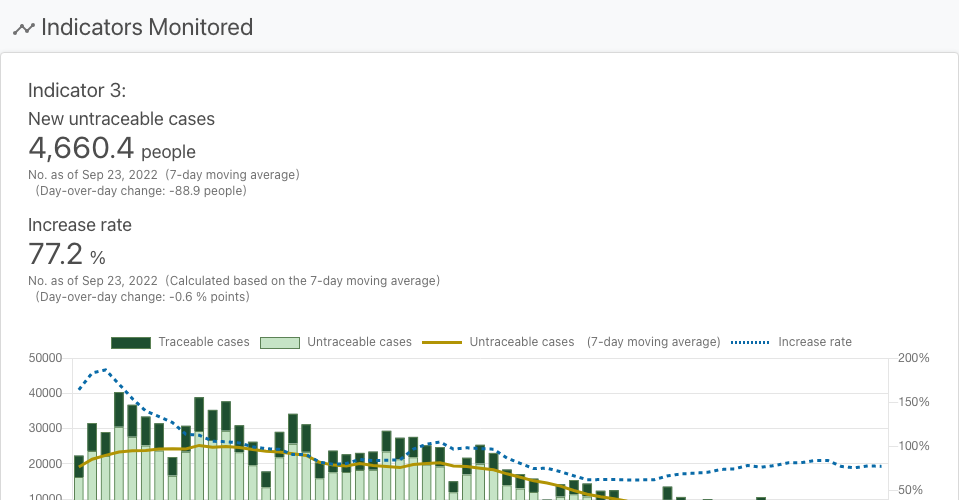 Indicators Monitored
Indicator 3:
New untraceable cases
4,660.4 people
No. as of Sep 23, 2022 (7-day moving average)
(Day-over-day change: -88.9 people)
Increase rate
77.2 %
No. as of Sep 23, 2022 (Calculated based on the 7-day moving average)
(Day-over-day change: -0.6 % points)
Traceable cases Untraceable cases Untraceable cases (7-day moving average) Increase rate
50000 200%
40000 150%
30000 100%
20000
50%
10000